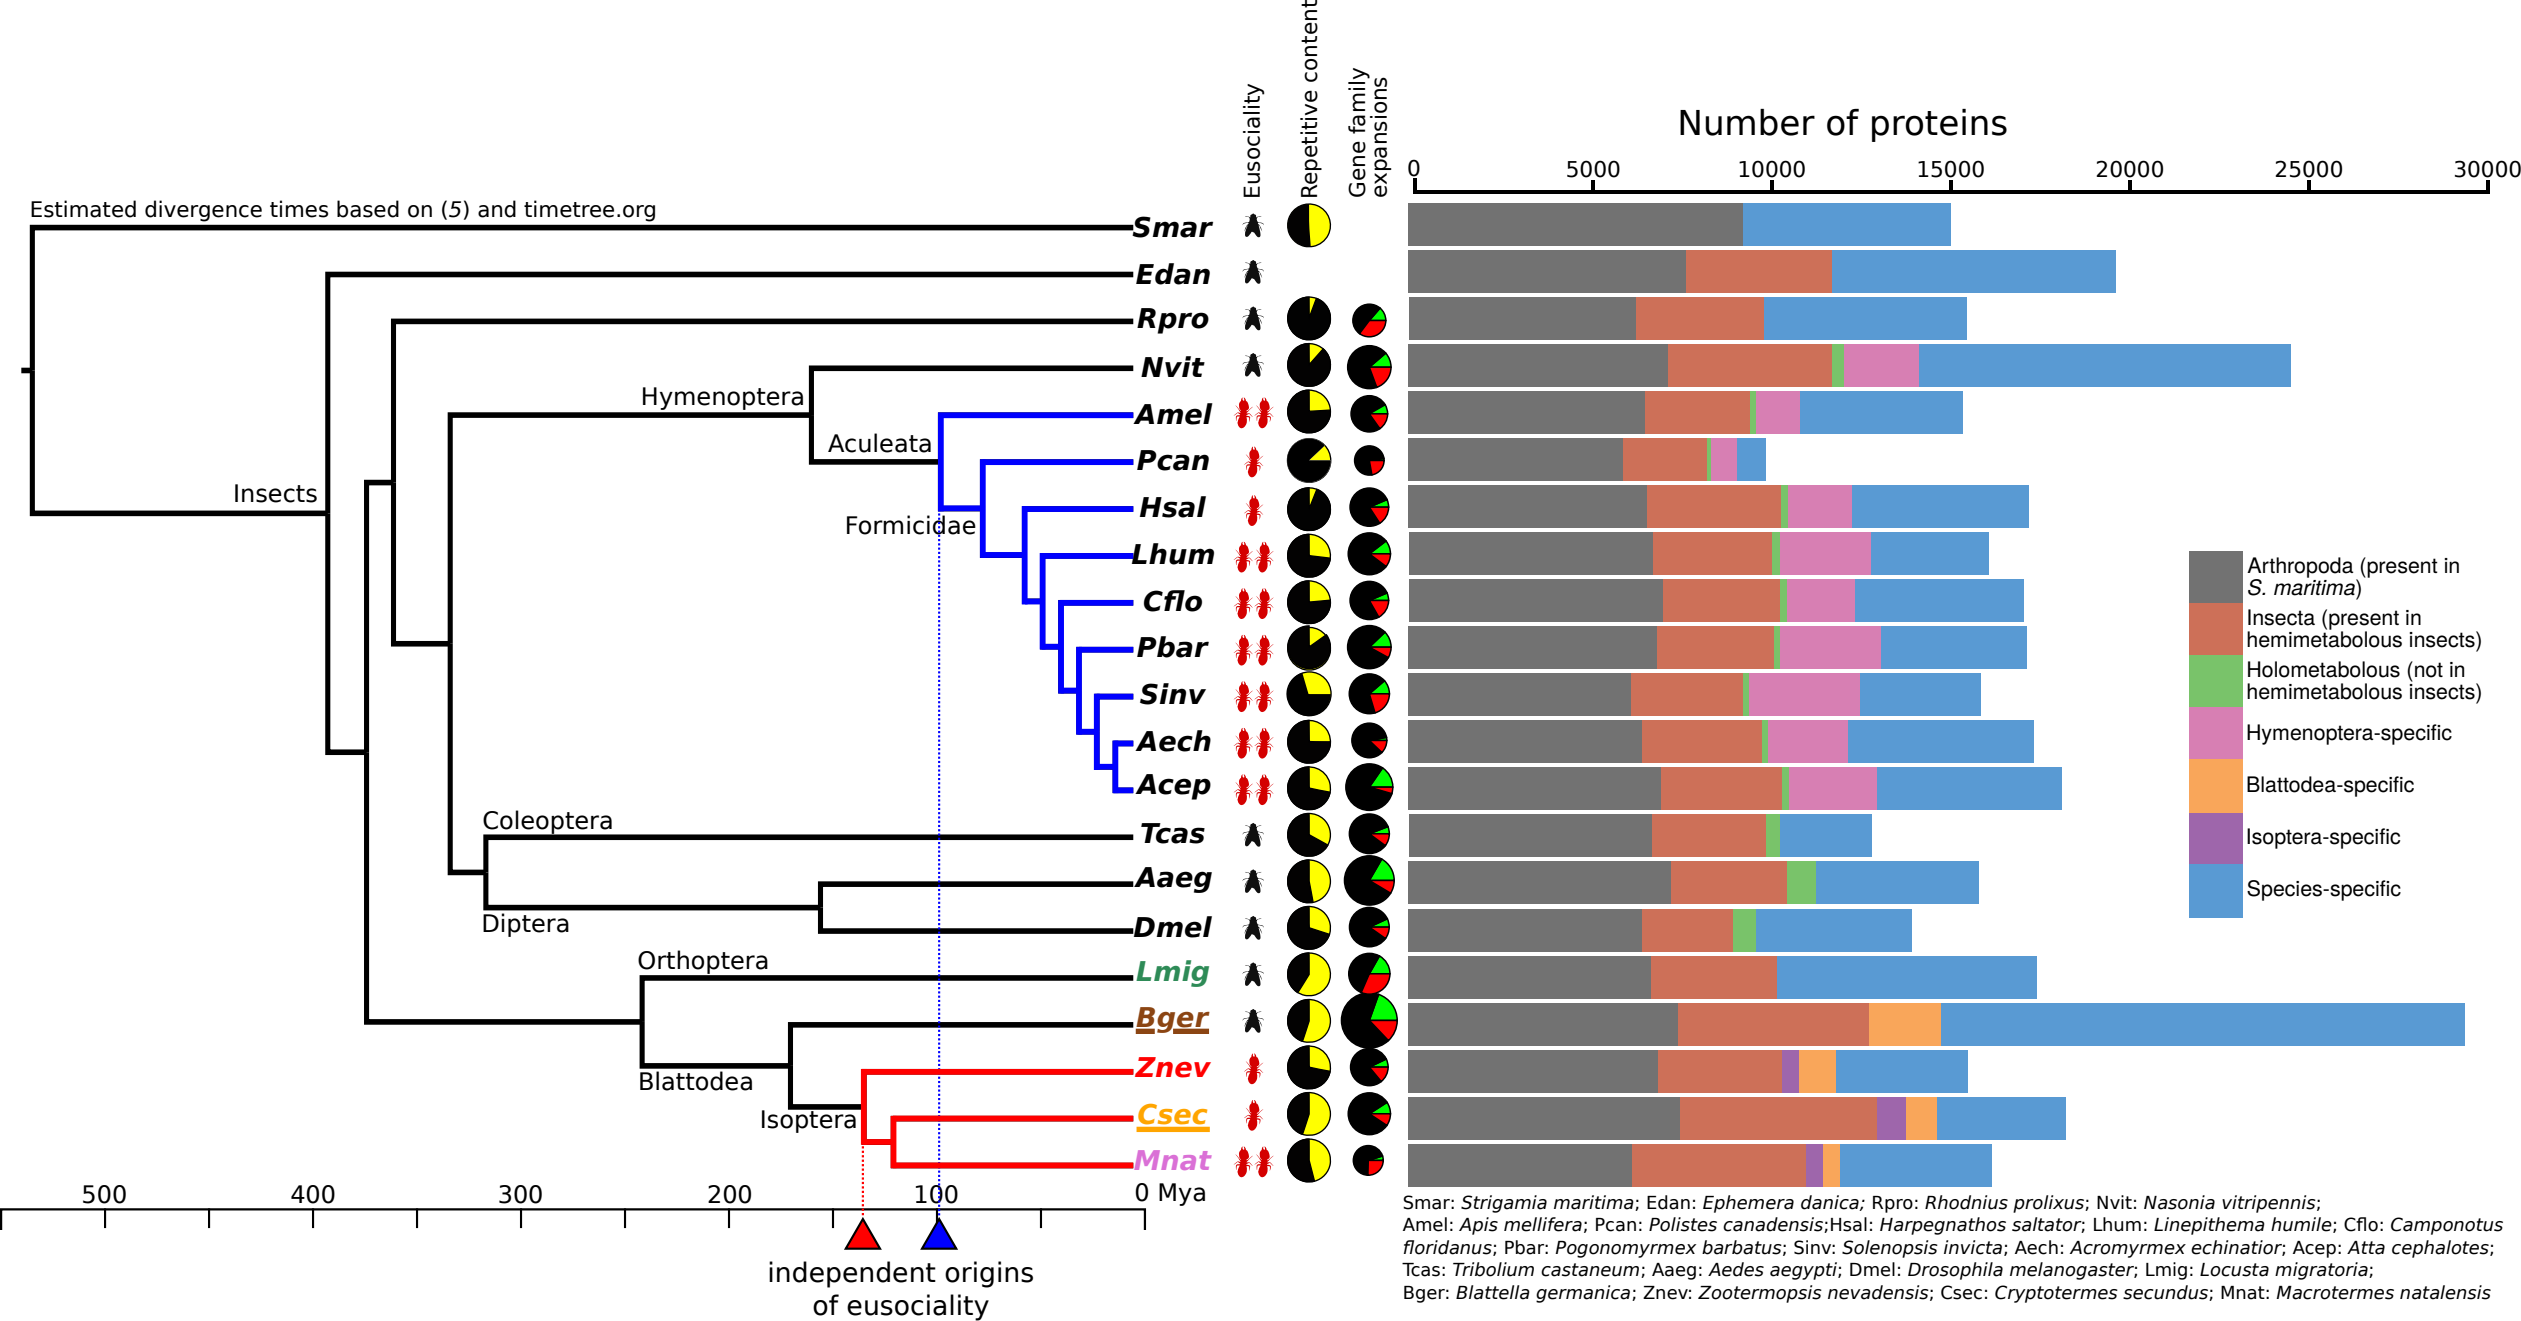 Eusociality
Repetitive content
Gene family
expansions
Number of proteins
0 5000 10000 15000 20000 25000 30000
Estimated divergence times based on (5) and timetree.org
Smar
Edan
Rpro
Nvit
Hymenoptera
Amel
Aculeata
Pcan
Insects
Hsal
Formicidae
Lhum
Cflo
Pbar
Sinv
Aech
Acep
Coleoptera
Tcas
Aaeg
Diptera
Dmel
Orthoptera
Lmig
Bger
Znev
Blattodea
Csec
Isoptera
Mnat
Arthropoda (present in
S. maritima)
Insecta (present in
hemimetabolous insects)
Holometabolous (not in
hemimetabolous insects)
Hymenoptera-specific
Blattodea-specific
Isoptera-specific
Species-specific
500 400 300 200 100 0 Mya
independent origins
of eusociality
Smar: Strigamia maritima; Edan: Ephemera danica; Rpro: Rhodnius prolixus; Nvit: Nasonia vitripennis;
Amel: Apis mellifera; Pcan: Polistes canadensis;Hsal: Harpegnathos saltator; Lhum: Linepithema humile; Cflo: Camponotus
floridanus; Pbar: Pogonomyrmex barbatus; Sinv: Solenopsis invicta; Aech: Acromyrmex echinatior; Acep: Atta cephalotes;
Tcas: Tribolium castaneum; Aaeg: Aedes aegypti; Dmel: Drosophila melanogaster; Lmig: Locusta migratoria;
Bger: Blattella germanica; Znev: Zootermopsis nevadensis; Csec: Cryptotermes secundus; Mnat: Macrotermes natalensis